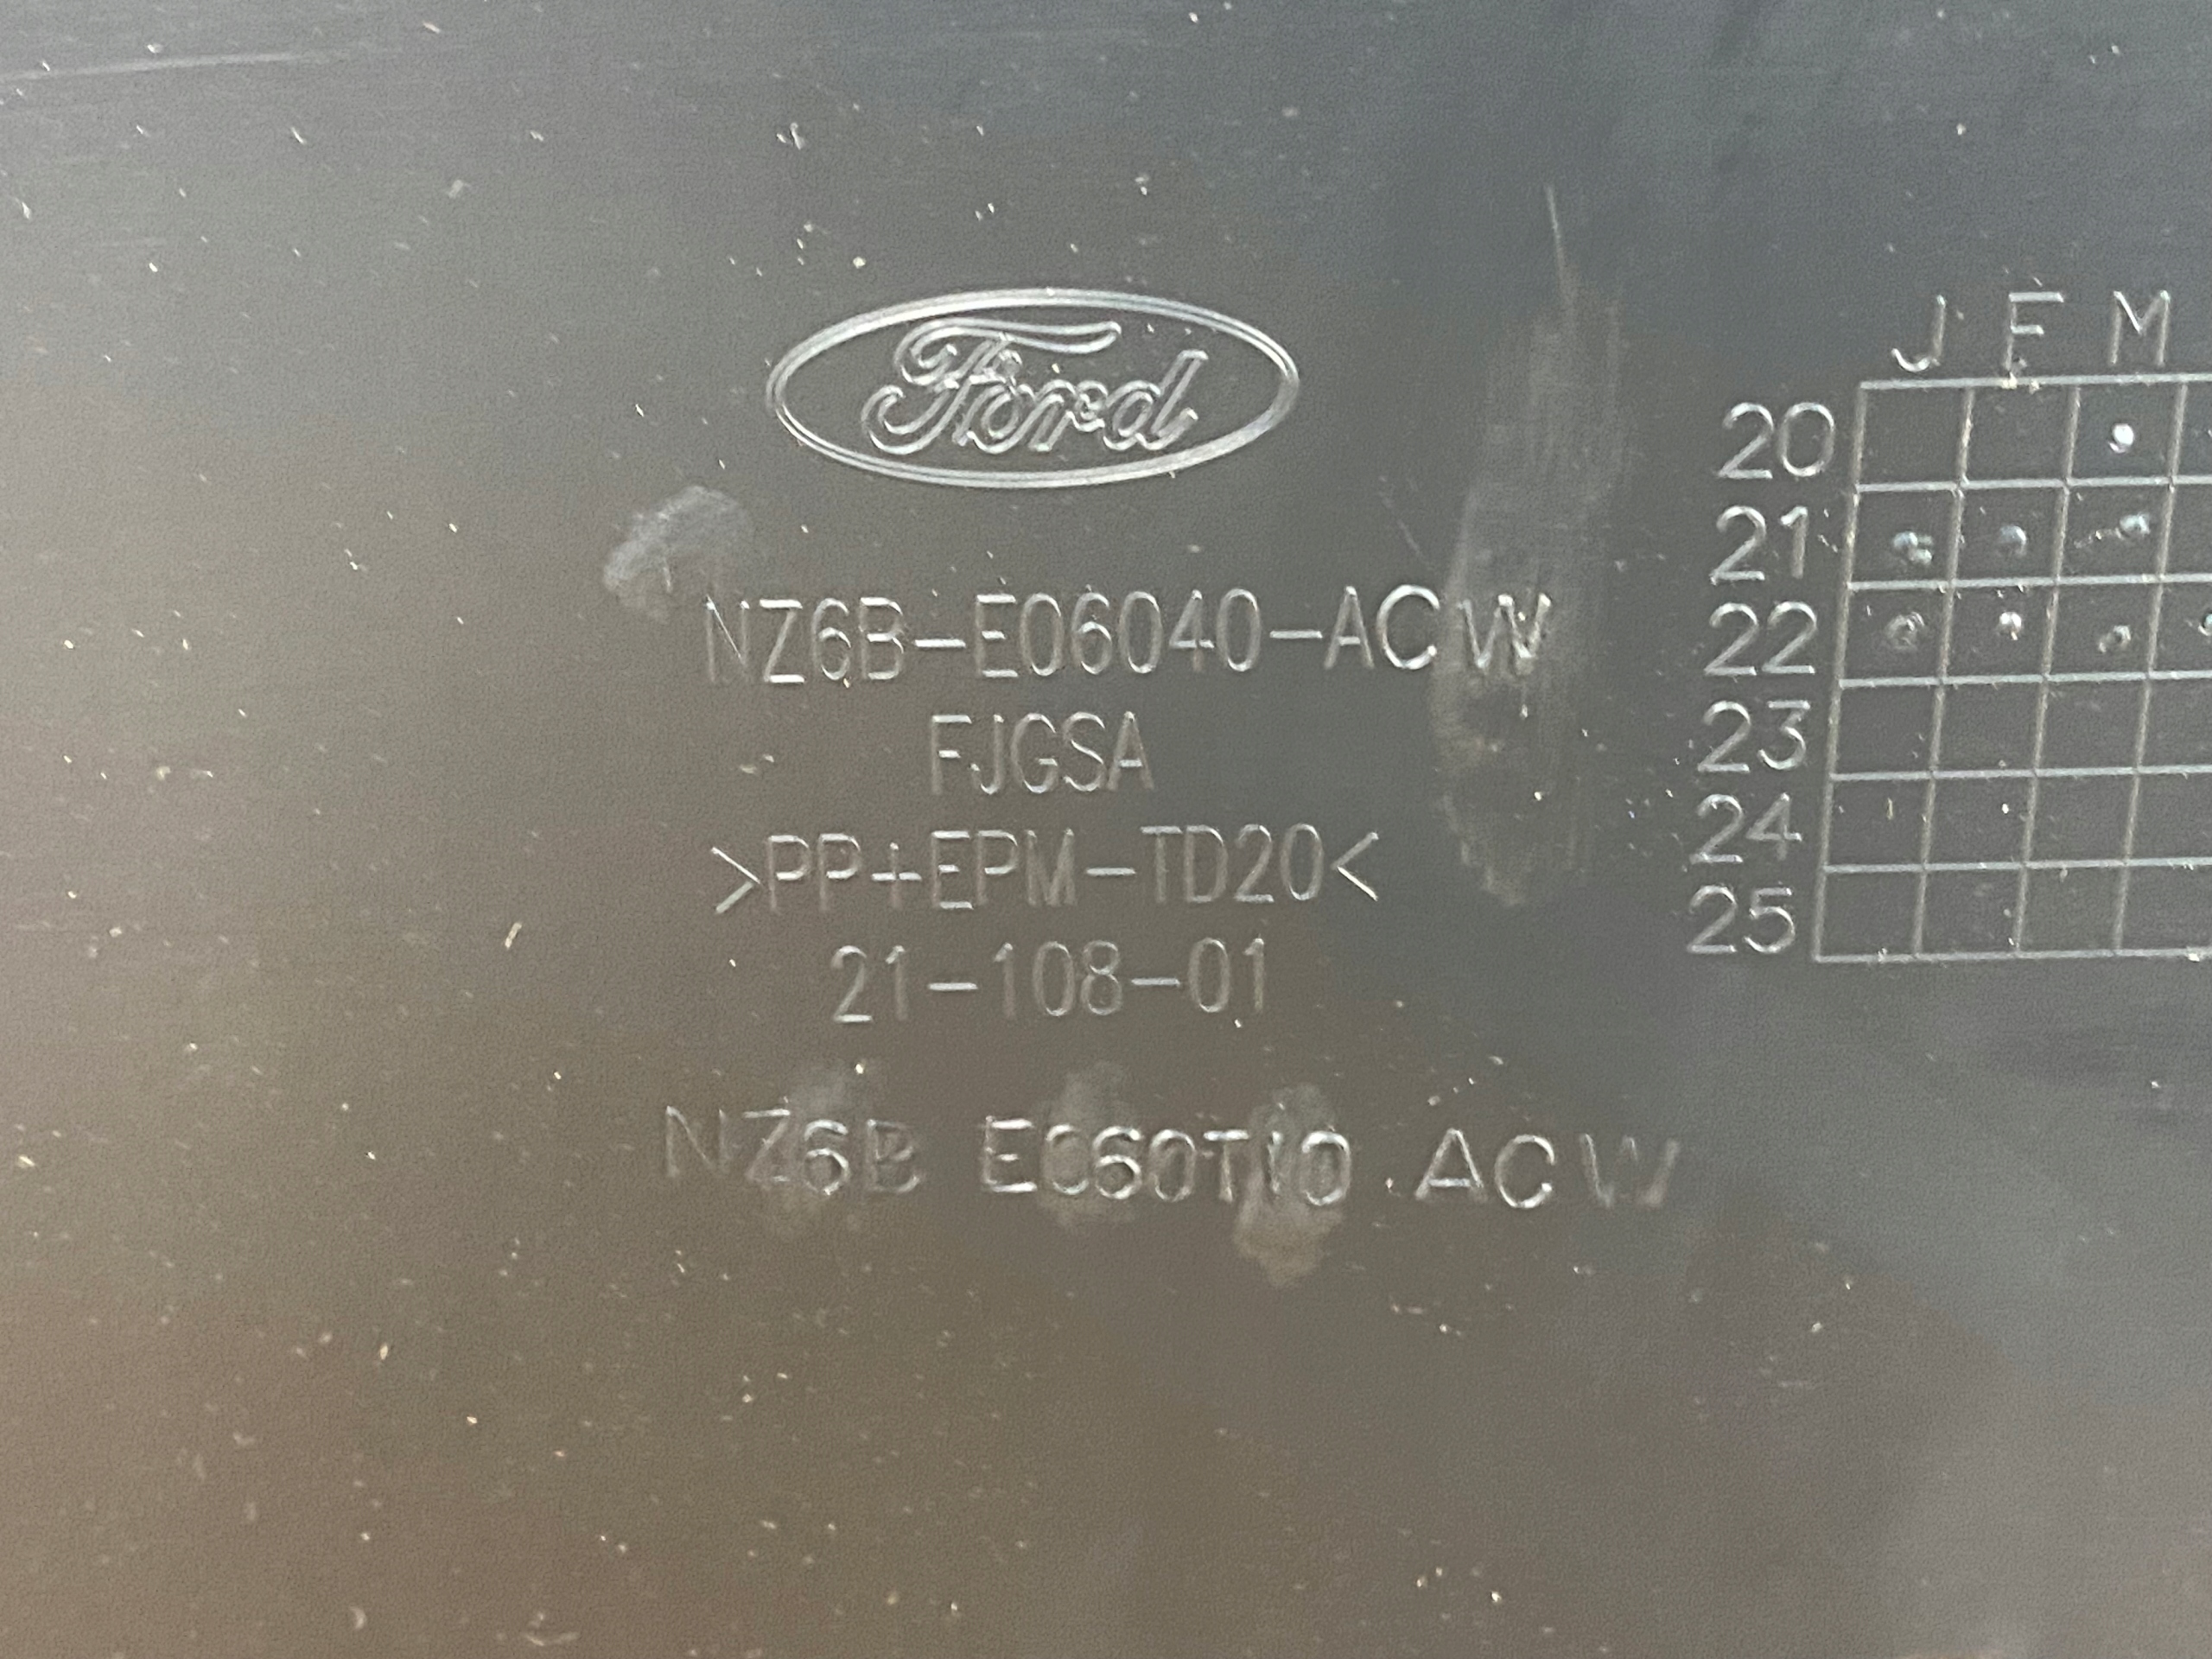 Ford
NZ6B-E06040-ACW
FJGSA
>PP+EPM-TD20<
21-108-01
NZ6B E060T10 ACW
J F M
20
21
22
23
24
25